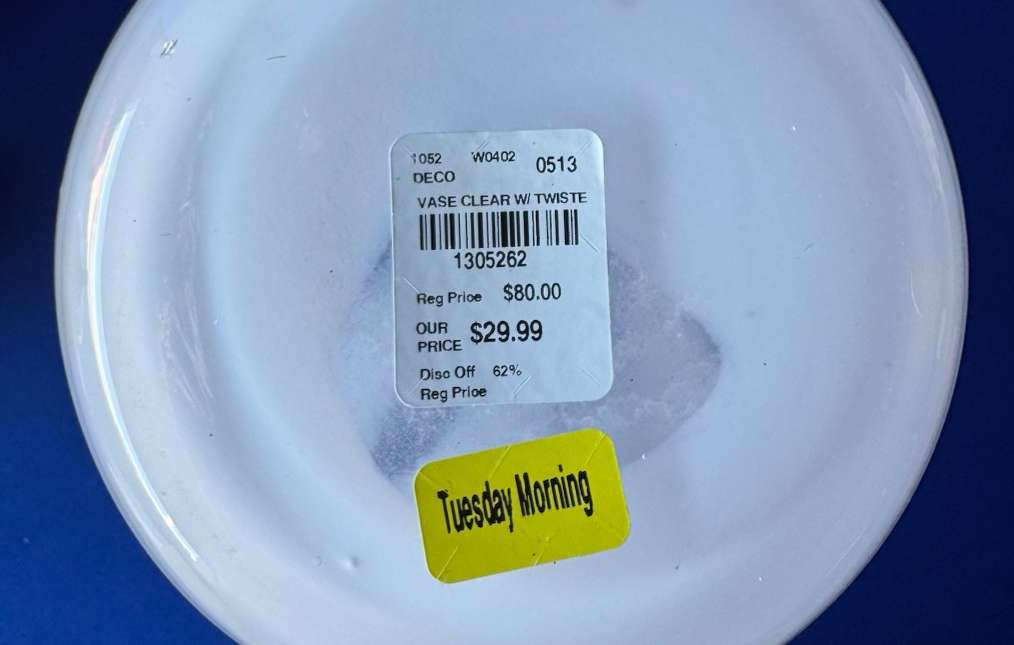 1052 W0402 0513
DECO
VASE CLEAR W/ TWISTE
1305262
Reg Price $80.00
OUR PRICE $29.99
Disc Off 62%
Reg Price
Tuesday Morning